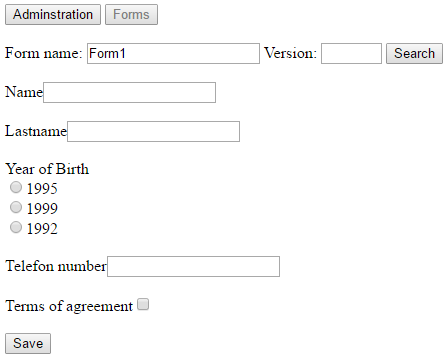 Adminstration Forms
Form name: Form1 Version: Search
Name
Lastname
Year of Birth
1995
1999
1992
Telefon number
Terms of agreement
Save